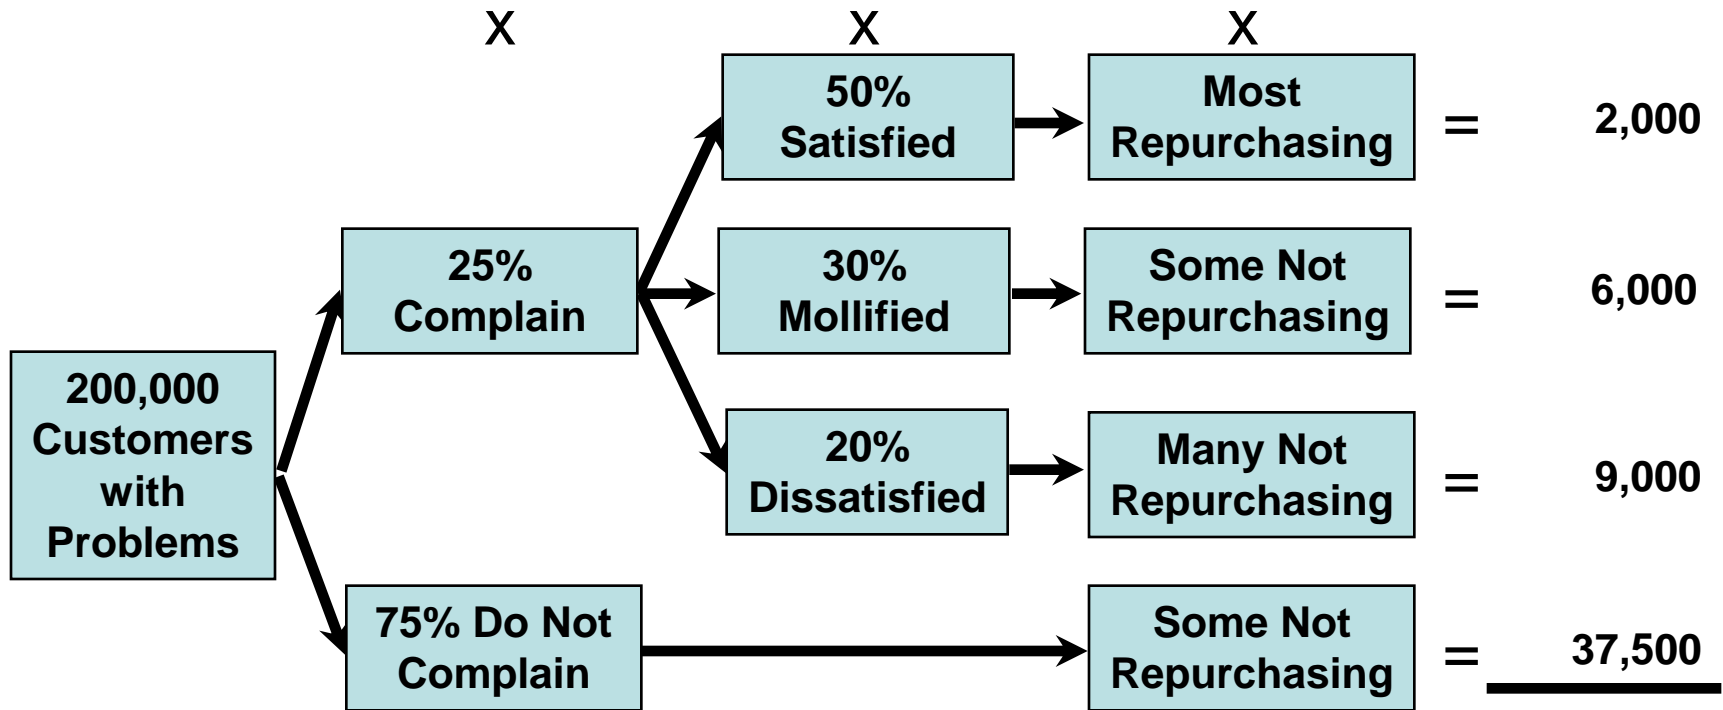 X X X
50%
Satisfied
Most
Repurchasing
= 2,000
25%
Complain
30%
Mollified
Some Not
Repurchasing
= 6,000
200,000
Customers
with
Problems
20%
Dissatisfied
Many Not
Repurchasing
= 9,000
75% Do Not
Complain
Some Not
Repurchasing
= 37,500